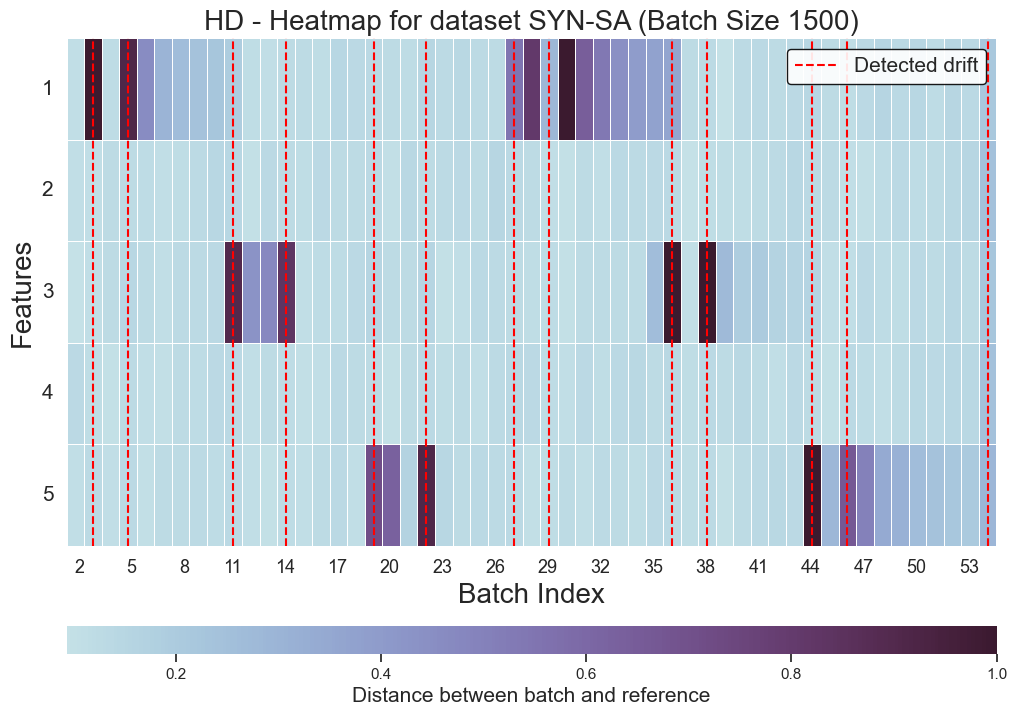 HD - Heatmap for dataset SYN-SA (Batch Size 1500)
Detected drift
Features
1
2
3
4
5
2 5 8 11 14 17 20 23 26 29 32 35 38 41 44 47 50 53
Batch Index
0.2 0.4 0.6 0.8 1.0
Distance between batch and reference